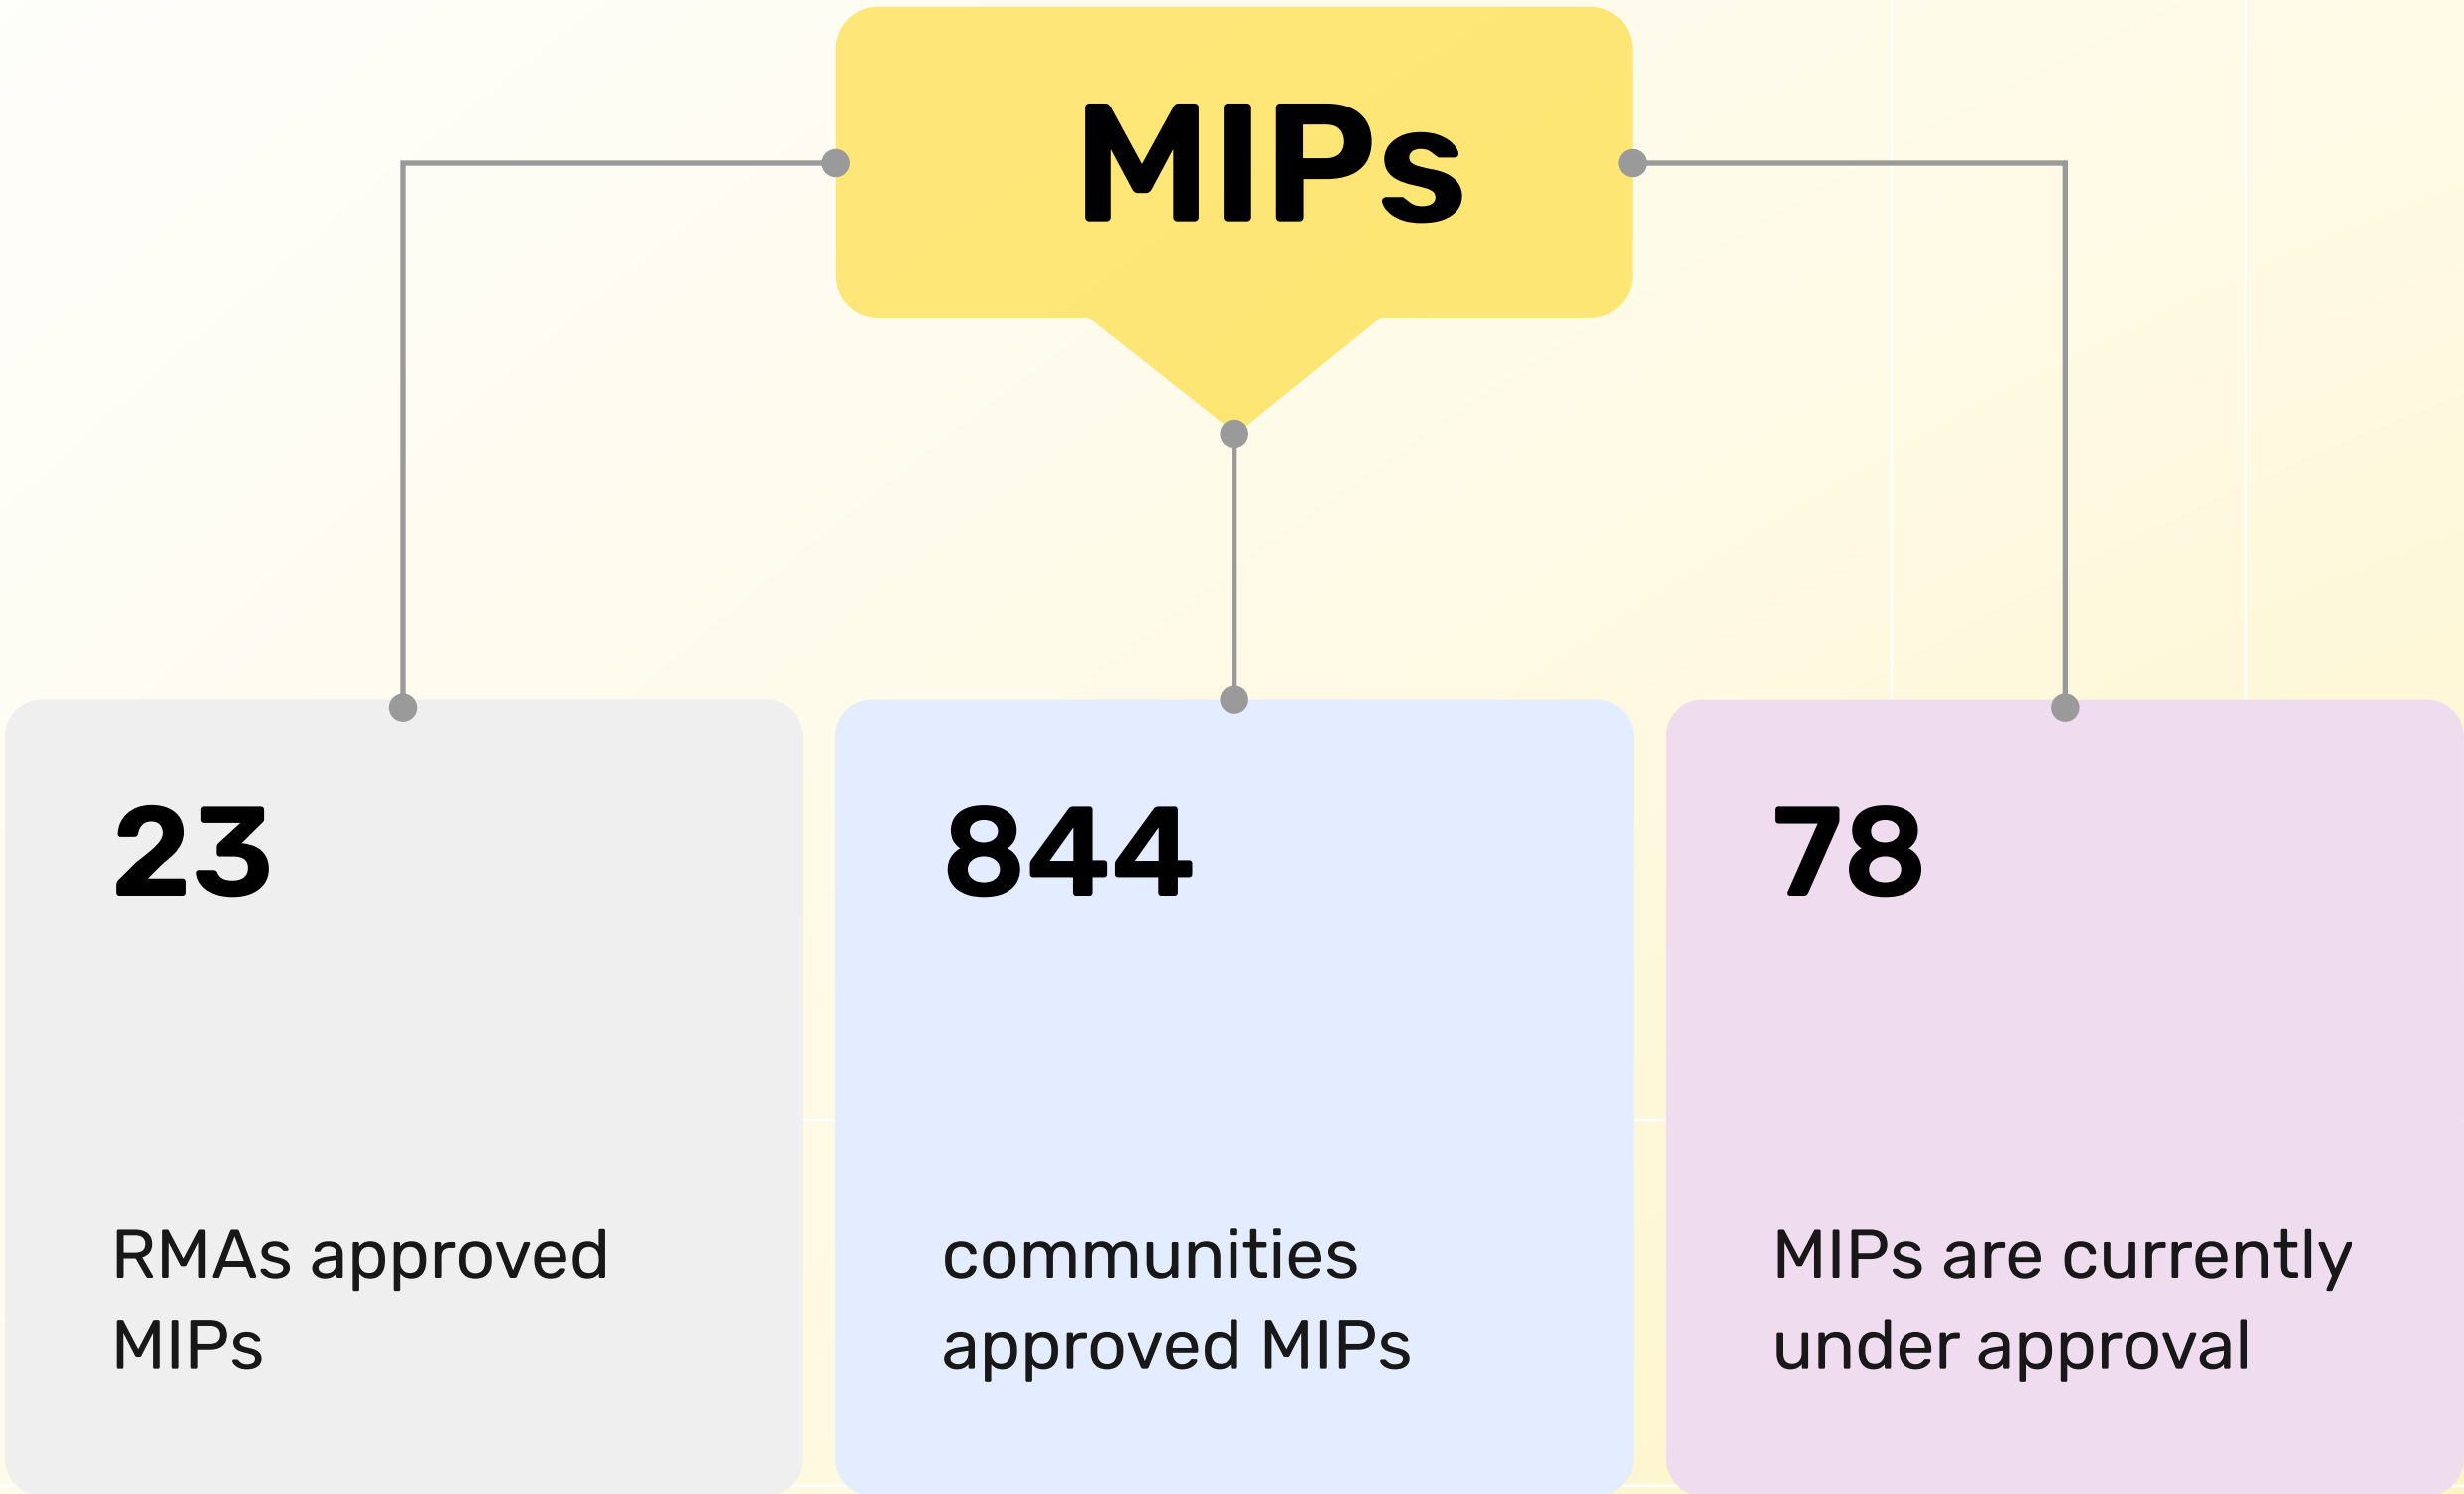 MIPs
23
RMAs approved
MIPs
844
communities
approved MIPs
78
MIPs are currently
under approval